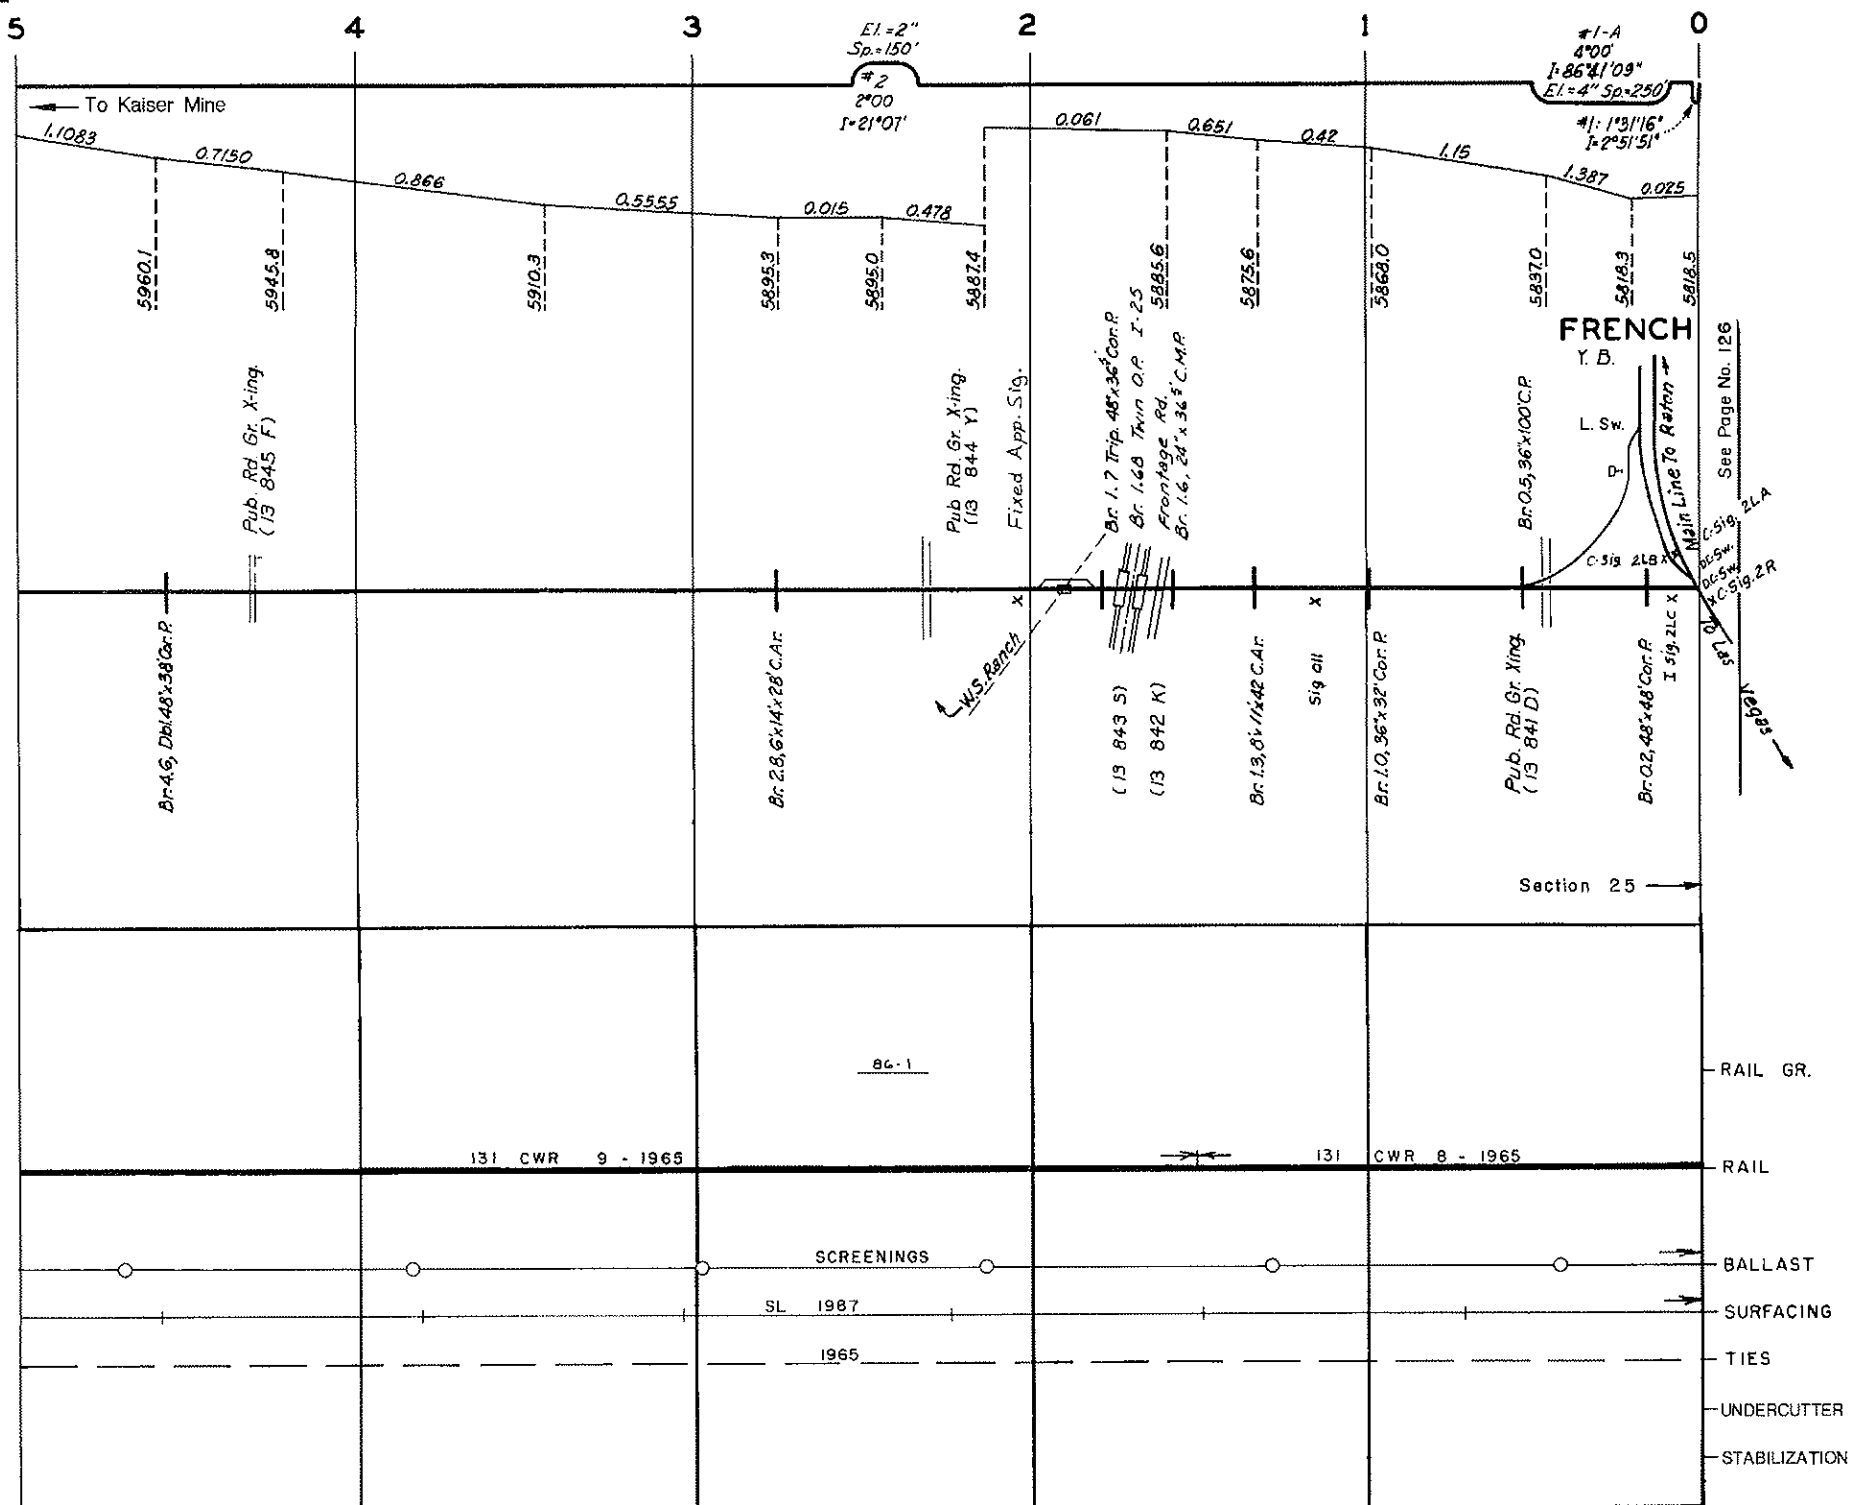 5 4 3 2 1 0
El.=2"
Sp.=150'
#2
2°00
I=21°07'
#1-A
4°00'
I=86°41'09"
El.=4" Sp.=250'
#1: 1°31'16"
I=2°51'51"
To Kaiser Mine
1.1083 0.7150 0.866 0.5555 0.015 0.478 0.061 0.651 0.42 1.15 1.387 0.025
5960.1 5945.8 5910.3 5895.3 5895.0 5887.4 5885.6 5875.6 5868.0 5837.0 5818.3 5818.5
FRENCH
Y. B.
L. Sw.
D
Main Line To Raton
See Page No. 126
Pub. Rd. Gr. X-ing.
(13 845 F)
Pub Rd. Gr. X-ing.
(13 844 Y)
Fixed App. Sig.
Br. 1.7 Trip. 48"x36' Cor. P.
Br. 1.68 Twin O.P. I-25
Frontage Rd.
Br. 1.6, 24" x 36' C.M.P.
Br. 0.5, 36"x100' C.P.
C-Sig. 2LB X
C-Sig. 2LA
DC-Sw.
DC-Sw.
X C-Sig. 2R
To Las Vegas
x x
W.S. Ranch
Br. 4.6, Dbl. 48"x38' Cor. P.
Br. 2.8, 6'x14'x28' C. Ar.
(13 843 S)
(13 842 K)
Br. 1.3, 8'x11'x42' C. Ar.
Sig all
Br. 1.0, 36"x32' Cor. P.
Pub. Rd. Gr. Xing
(13 841 D)
Br. 0.2, 48"x48' Cor. P.
I Sig. 2LC X
Section 25
86-1
RAIL GR.
131 CWR 9 - 1965
131 CWR 8 - 1965
RAIL
SCREENINGS
BALLAST
SL 1987
SURFACING
1965
TIES
UNDERCUTTER
STABILIZATION